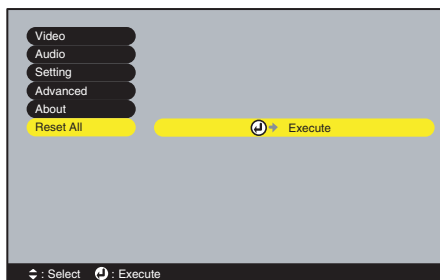 Video
Audio
Setting
Advanced
About
Reset All Execute
: Select : Execute